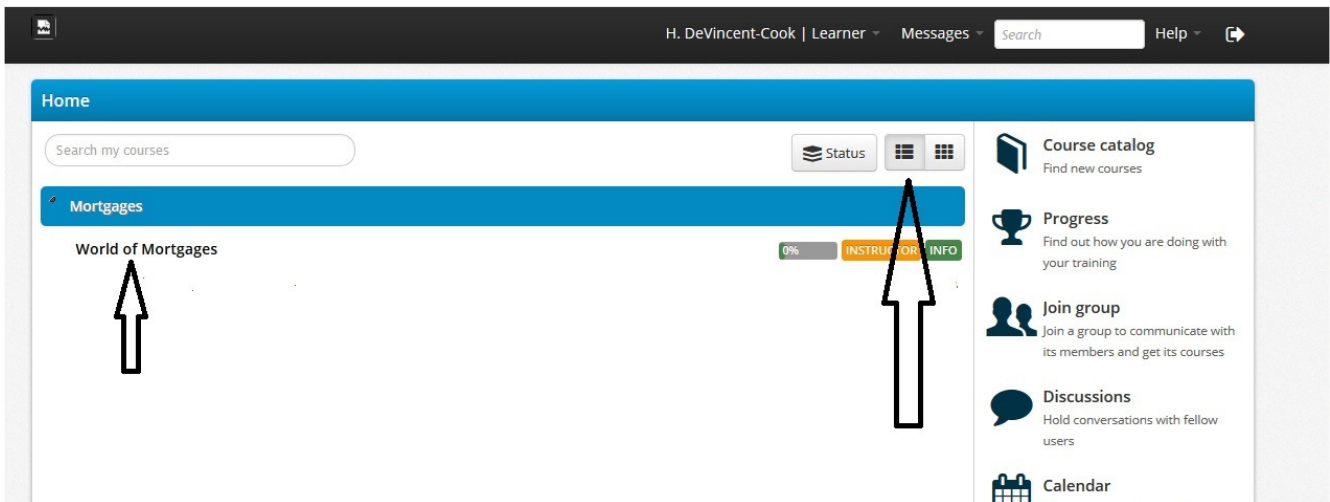 H. DeVincent-Cook | Learner Messages Search Help
Home
Search my courses
Status
Mortgages
World of Mortgages
0% INSTRUCTOR INFO
Course catalog
Find new courses
Progress
Find out how you are doing with
your training
Join group
Join a group to communicate with
its members and get its courses
Discussions
Hold conversations with fellow
users
Calendar